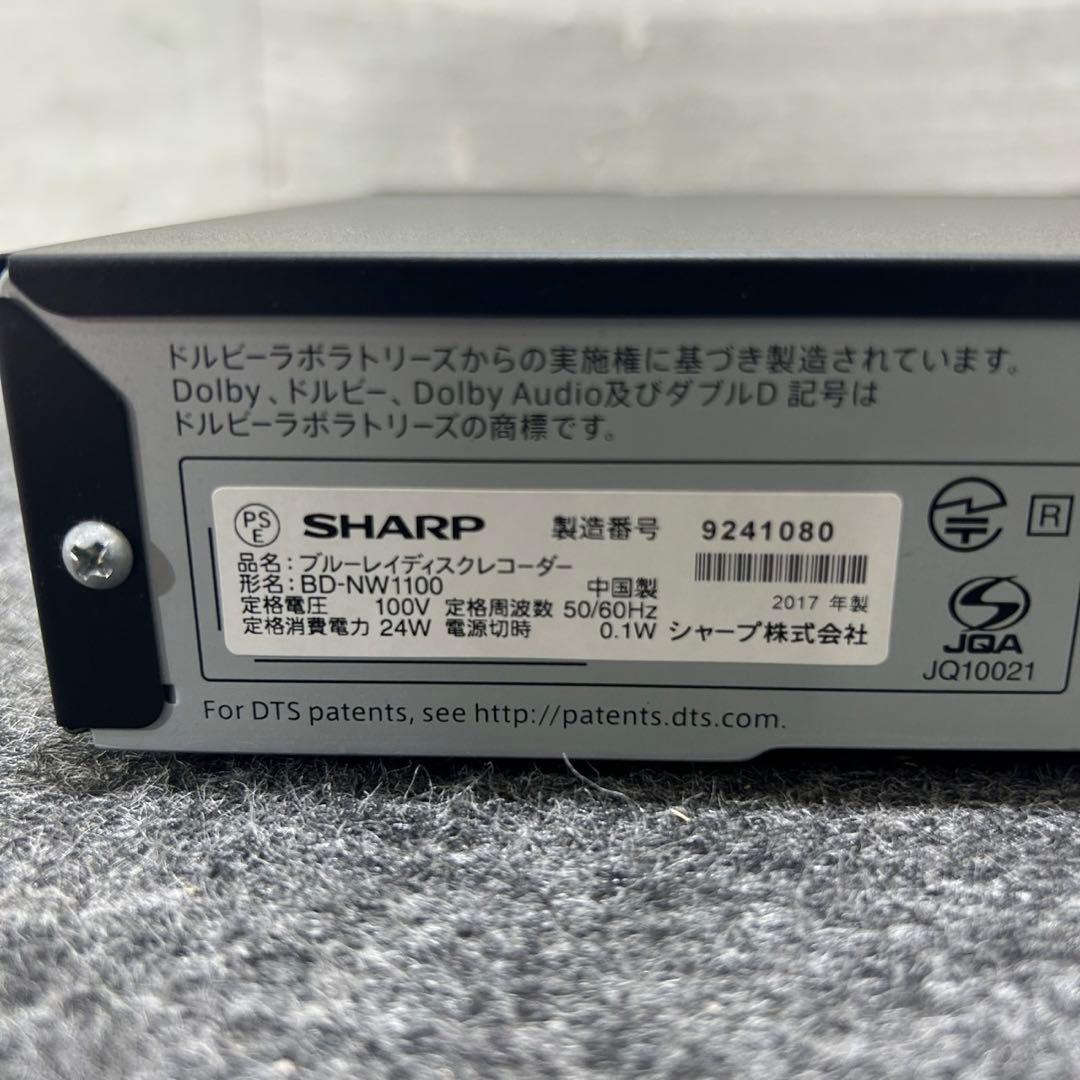 ドルビーラボラトリーズからの実施権に基づき製造されています。
Dolby、ドルビー、Dolby Audio及びダブルD 記号は
ドルビーラボラトリーズの商標です。
PS E SHARP 製造番号 9241080
品名：ブルーレイディスクレコーダー
形名：BD-NW1100 中国製
定格電圧 100V 定格周波数 50/60Hz 2017 年製
定格消費電力 24W 電源切時 0.1W シャープ株式会社
R
JQA
JQ10021
For DTS patents, see http://patents.dts.com.